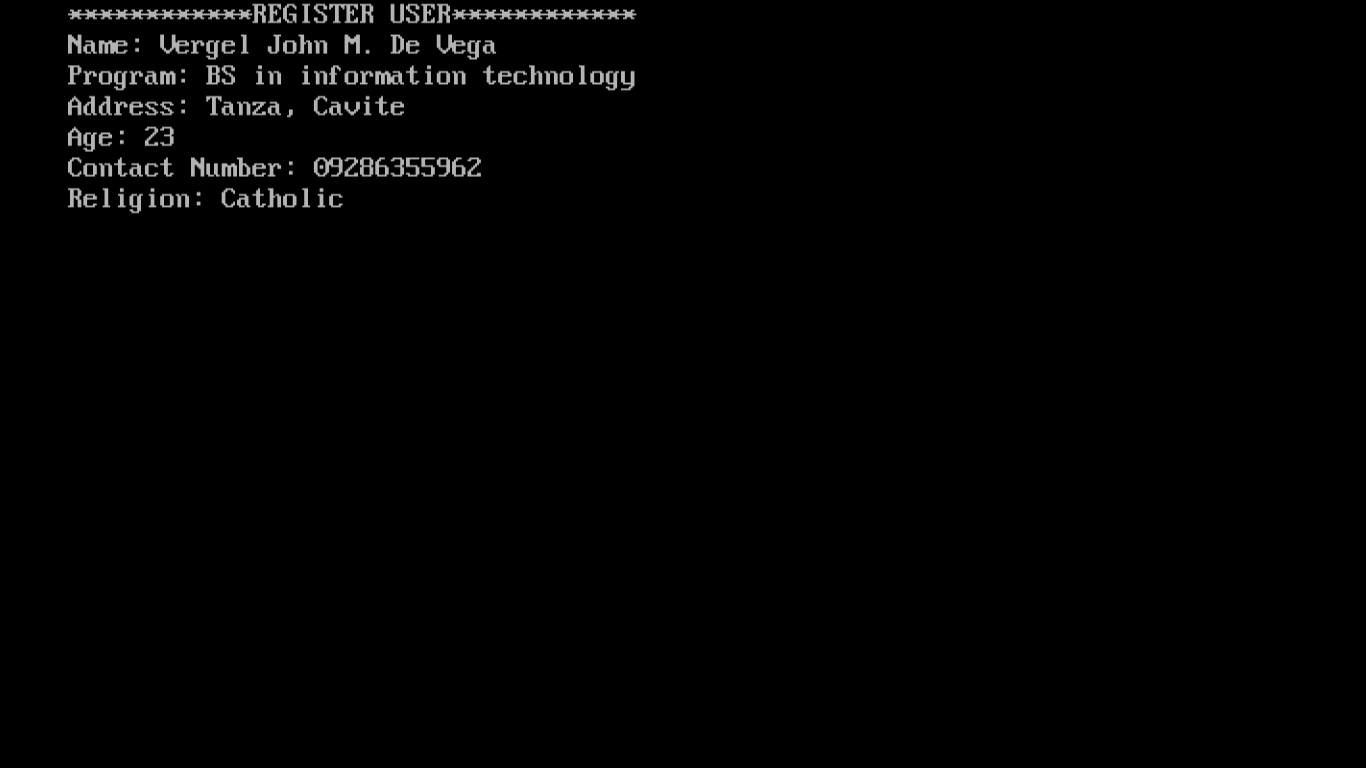 ************REGISTER USER************
Name: Vergel John M. De Vega
Program: BS in information technology
Address: Tanza, Cavite
Age: 23
Contact Number: 09286355962
Religion: Catholic